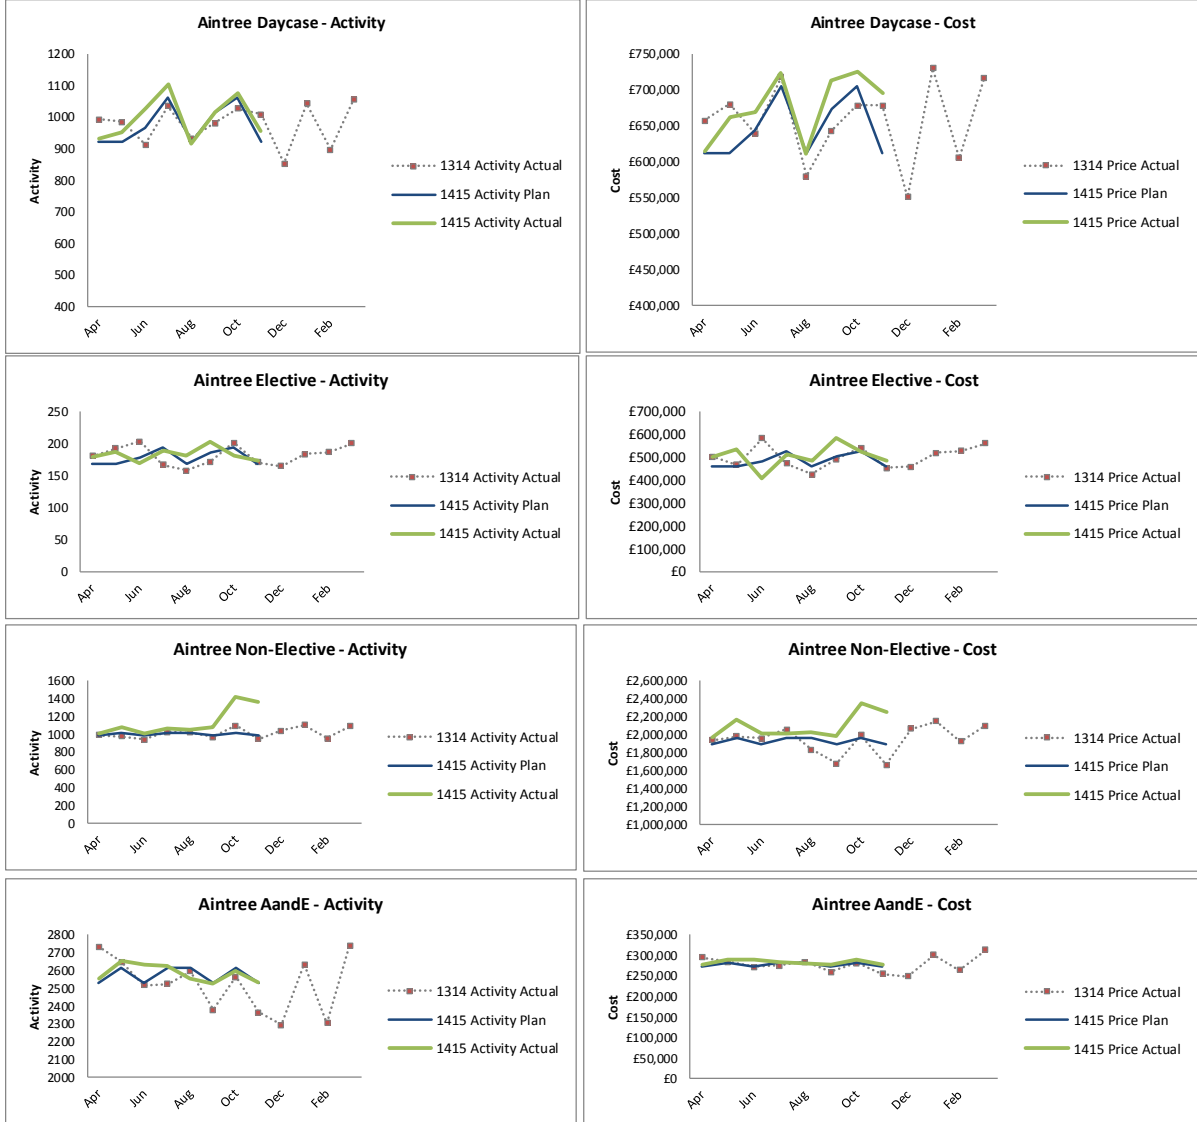 Aintree Daycase - Activity
1200
1100
1000
900
800
700
600
500
400
Activity
Apr
Jun
Aug
Oct
Dec
Feb
1314 Activity Actual
1415 Activity Plan
1415 Activity Actual
Aintree Daycase - Cost
£750,000
£700,000
£650,000
£600,000
£550,000
£500,000
£450,000
£400,000
Cost
Apr
Jun
Aug
Oct
Dec
Feb
1314 Price Actual
1415 Price Plan
1415 Price Actual
Aintree Elective - Activity
250
200
150
100
50
0
Activity
Apr
Jun
Aug
Oct
Dec
Feb
1314 Activity Actual
1415 Activity Plan
1415 Activity Actual
Aintree Elective - Cost
£700,000
£600,000
£500,000
£400,000
£300,000
£200,000
£100,000
£0
Cost
Apr
Jun
Aug
Oct
Dec
Feb
1314 Price Actual
1415 Price Plan
1415 Price Actual
Aintree Non-Elective - Activity
1600
1400
1200
1000
800
600
400
200
0
Activity
Apr
Jun
Aug
Oct
Dec
Feb
1314 Activity Actual
1415 Activity Plan
1415 Activity Actual
Aintree Non-Elective - Cost
£2,600,000
£2,400,000
£2,200,000
£2,000,000
£1,800,000
£1,600,000
£1,400,000
£1,200,000
£1,000,000
Cost
Apr
Jun
Aug
Oct
Dec
Feb
1314 Price Actual
1415 Price Plan
1415 Price Actual
Aintree AandE - Activity
2800
2700
2600
2500
2400
2300
2200
2100
2000
Activity
Apr
Jun
Aug
Oct
Dec
Feb
1314 Activity Actual
1415 Activity Plan
1415 Activity Actual
Aintree AandE - Cost
£350,000
£300,000
£250,000
£200,000
£150,000
£100,000
£50,000
£0
Cost
Apr
Jun
Aug
Oct
Dec
Feb
1314 Price Actual
1415 Price Plan
1415 Price Actual